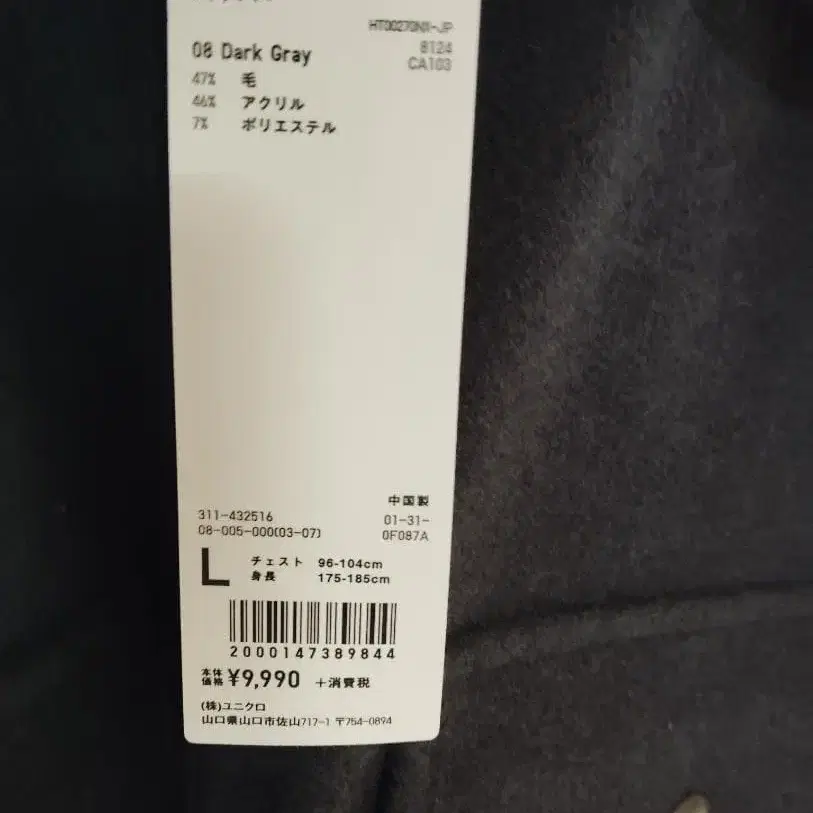 HT00270NX-JP
08 Dark Gray
8124
CA103
47% 毛
46% アクリル
7% ポリエステル
中国製
311-432516
01-31-
08-005-000(03-07)
0F087A
L
チェスト 96-104cm
身長 175-185cm
2000147389844
本体価格 ¥9,990 +消費税
(株)ユニクロ
山口県山口市佐山717-1 〒754-0894